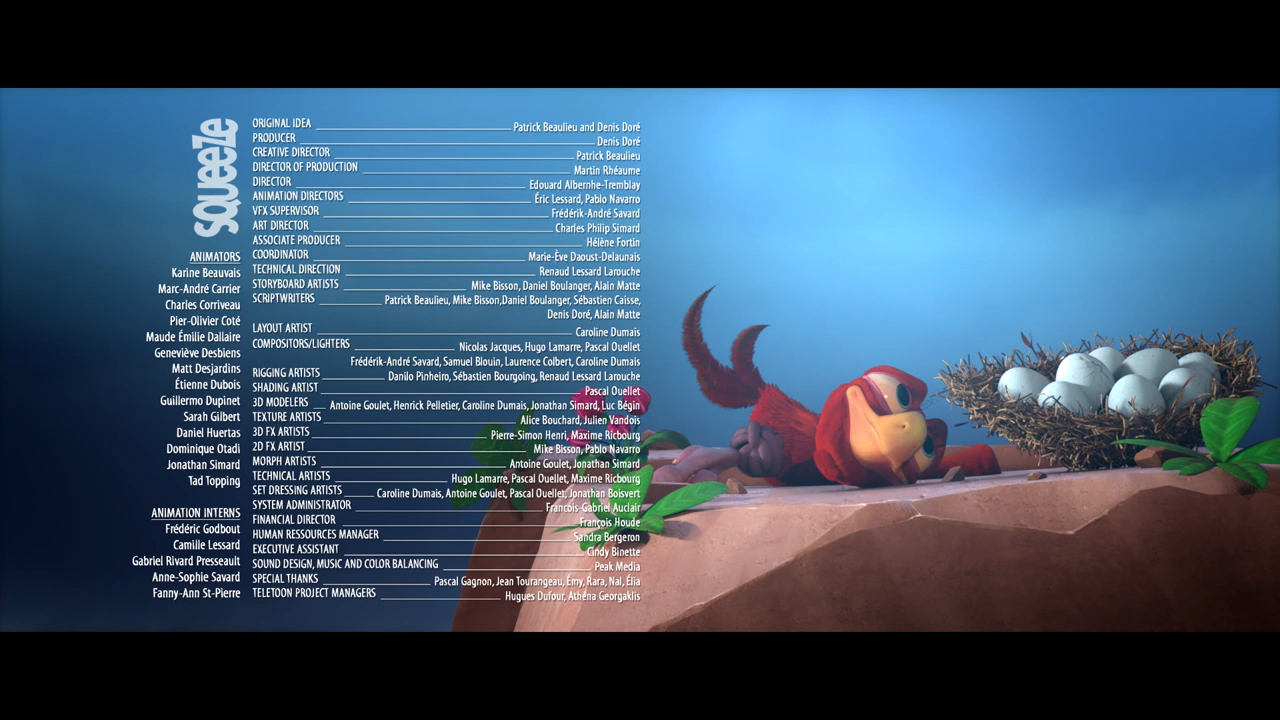 squeeze
ORIGINAL IDEA Patrick Beaulieu and Denis Doré
PRODUCER Denis Doré
CREATIVE DIRECTOR Patrick Beaulieu
DIRECTOR OF PRODUCTION Martin Rhéaume
DIRECTOR Edouard Albernhe-Tremblay
ANIMATION DIRECTORS Éric Lessard, Pablo Navarro
VFX SUPERVISOR Frédérik-André Savard
ART DIRECTOR Charles Philip Simard
ASSOCIATE PRODUCER Hélène Fortin
COORDINATOR Marie-Ève Daoust-Delaunais
TECHNICAL DIRECTION Renaud Lessard Larouche
STORYBOARD ARTISTS Mike Bisson, Daniel Boulanger, Alain Matte
SCRIPTWRITERS Patrick Beaulieu, Mike Bisson,Daniel Boulanger, Sébastien Caisse,
Denis Doré, Alain Matte
LAYOUT ARTIST Caroline Dumais
COMPOSITORS/LIGHTERS Nicolas Jacques, Hugo Lamarre, Pascal Ouellet
Frédérik-André Savard, Samuel Blouin, Laurence Colbert, Caroline Dumais
RIGGING ARTISTS Danilo Pinheiro, Sébastien Bourgoing, Renaud Lessard Larouche
SHADING ARTIST Pascal Ouellet
3D MODELERS Antoine Goulet, Henrick Pelletier, Caroline Dumais, Jonathan Simard, Luc Bégin
TEXTURE ARTISTS Alice Bouchard, Julien Vandois
3D FX ARTISTS Pierre-Simon Henri, Maxime Ricbourg
2D FX ARTIST Mike Bisson, Pablo Navarro
MORPH ARTISTS Antoine Goulet, Jonathan Simard
TECHNICAL ARTISTS Hugo Lamarre, Pascal Ouellet, Maxime Ricbourg
SET DRESSING ARTISTS Caroline Dumais, Antoine Goulet, Pascal Ouellet, Jonathan Boisvert
SYSTEM ADMINISTRATOR Francois-Gabriel Auclair
FINANCIAL DIRECTOR François Houde
HUMAN RESSOURCES MANAGER Sandra Bergeron
EXECUTIVE ASSISTANT Cindy Binette
SOUND DESIGN, MUSIC AND COLOR BALANCING Peak Media
SPECIAL THANKS Pascal Gagnon, Jean Tourangeau, Émy, Rara, Nal, Élia
TELETOON PROJECT MANAGERS Hugues Dufour, Athéna Georgaklis
ANIMATORS
Karine Beauvais
Marc-André Carrier
Charles Corriveau
Pier-Olivier Coté
Maude Émilie Dallaire
Geneviève Desbiens
Matt Desjardins
Étienne Dubois
Guillermo Dupinet
Sarah Gilbert
Daniel Huertas
Dominique Otadi
Jonathan Simard
Tad Topping
ANIMATION INTERNS
Frédéric Godbout
Camille Lessard
Gabriel Rivard Presseault
Anne-Sophie Savard
Fanny-Ann St-Pierre